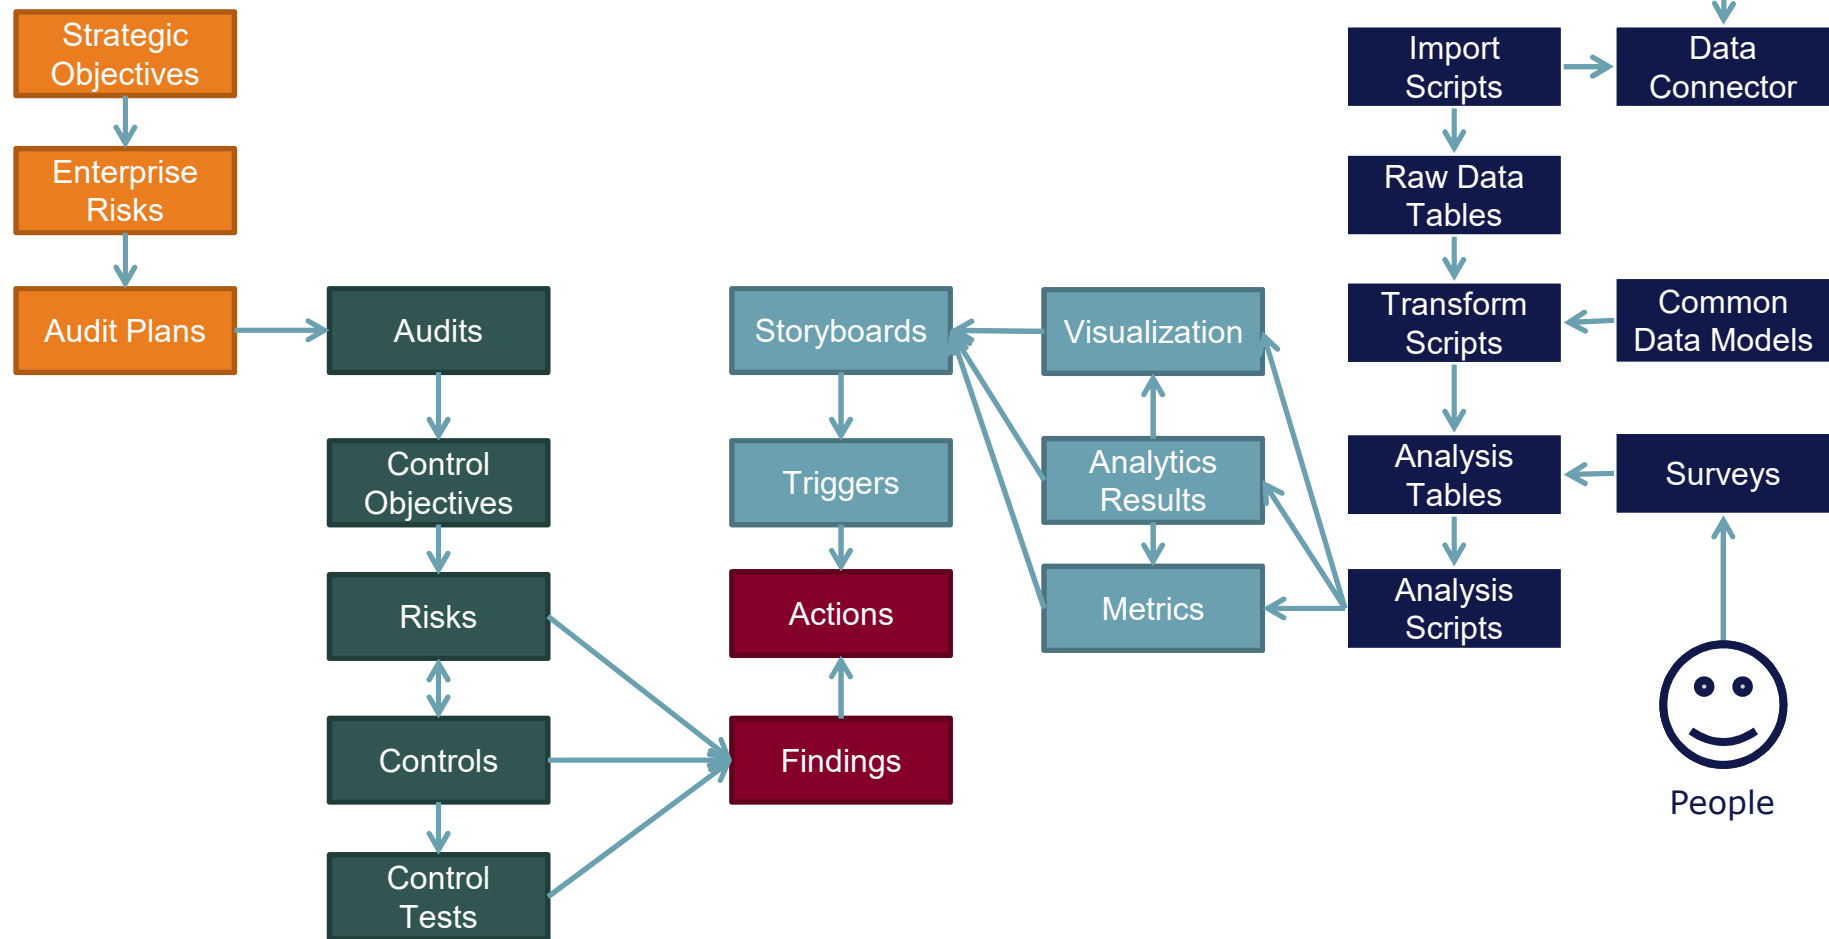 Strategic
Objectives
Enterprise
Risks
Audit Plans
Audits
Control
Objectives
Risks
Controls
Control
Tests
Storyboards
Triggers
Actions
Findings
Visualization
Analytics
Results
Metrics
Import
Scripts
Raw Data
Tables
Transform
Scripts
Analysis
Tables
Analysis
Scripts
Data
Connector
Common
Data Models
Surveys
People